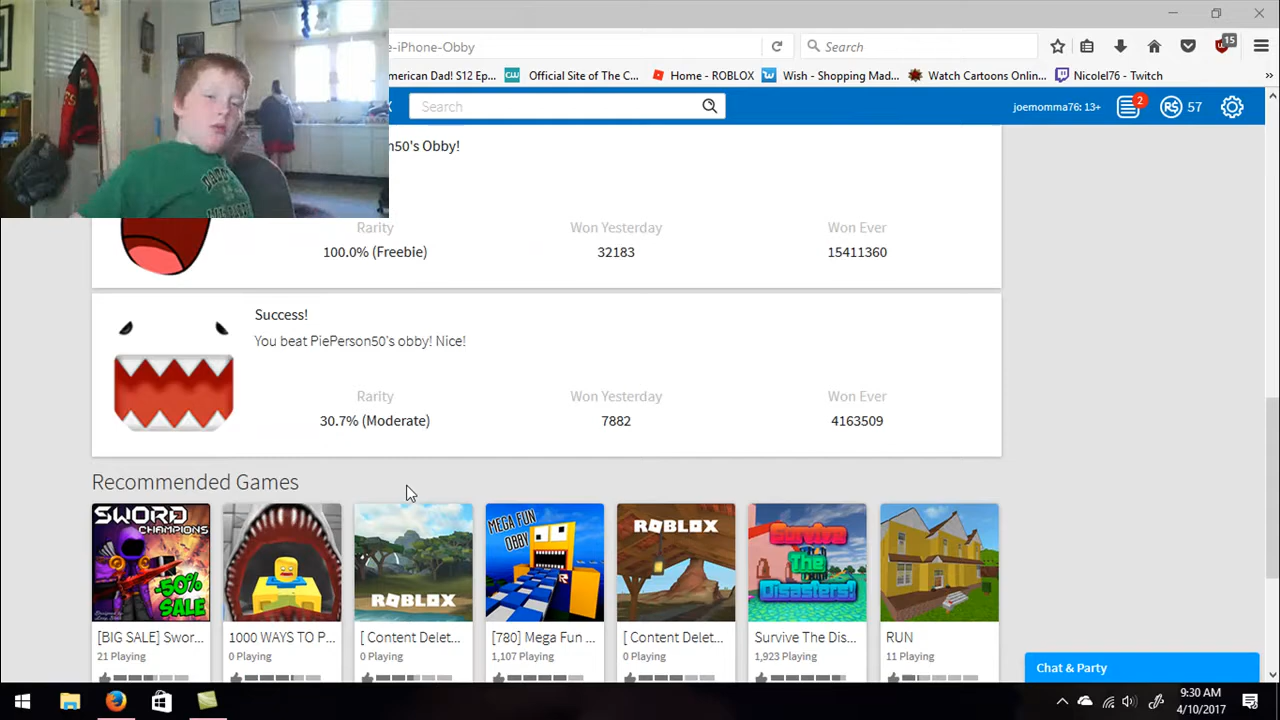 e-iPhone-Obby
Search
15
merican Dad! S12 Ep...
Official Site of The C...
Home - ROBLOX
Wish - Shopping Mad...
Watch Cartoons Onlin...
Nicolel76 - Twitch
»
X
Search
joemomma76: 13+
2
R$ 57
n50's Obby!
Rarity Won Yesterday Won Ever
100.0% (Freebie) 32183 15411360
Success!
You beat PiePerson50's obby! Nice!
Rarity Won Yesterday Won Ever
30.7% (Moderate) 7882 4163509
Recommended Games
SWORD
CHAMPIONS
-50%
SALE
ROBLOX
MEGA FUN
OBBY
ROBLOX
Survive
The
Disasters!
[BIG SALE] Swor...
1000 WAYS TO P...
[ Content Delet...
[780] Mega Fun ...
[ Content Delet...
Survive The Dis...
RUN
21 Playing
0 Playing
0 Playing
1,107 Playing
0 Playing
1,923 Playing
11 Playing
Chat & Party
9:30 AM
4/10/2017